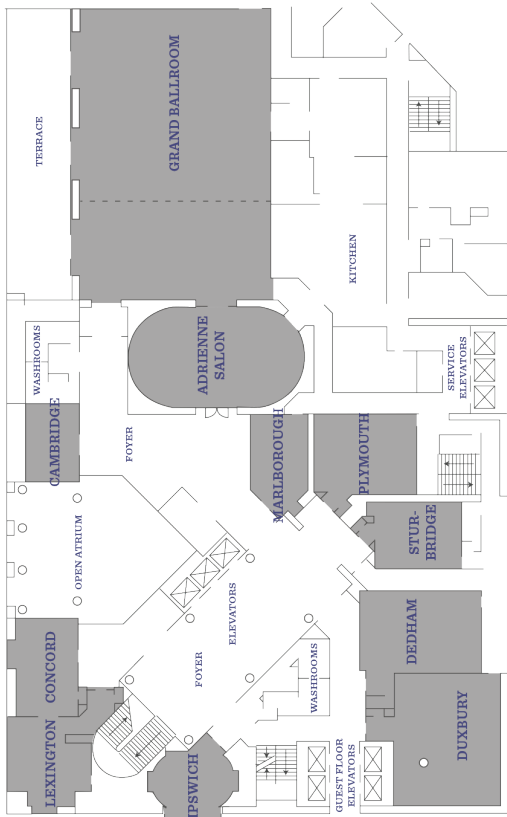 TERRACE
GRAND BALLROOM
KITCHEN
WASHROOMS
ADRIENNE
SALON
SERVICE
ELEVATORS
CAMBRIDGE
FOYER
MARLBOROUGH
PLYMOUTH
OPEN ATRIUM
STUR-
BRIDGE
ELEVATORS
CONCORD
FOYER
WASHROOMS
DEDHAM
LEXINGTON
IPSWICH
GUEST FLOOR
ELEVATORS
DUXBURY